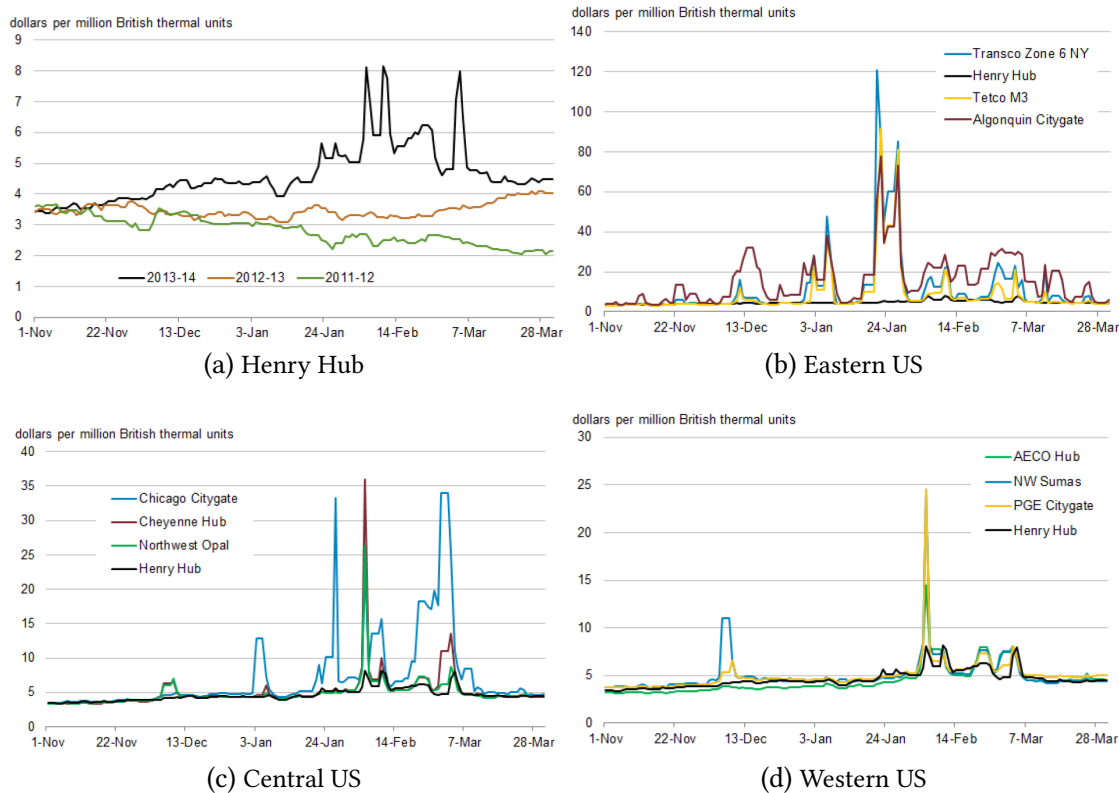 dollars per million British thermal units
9
8
7
6
5
4
3
2
1
0
2013-14 2012-13 2011-12
1-Nov 22-Nov 13-Dec 3-Jan 24-Jan 14-Feb 7-Mar 28-Mar
(a) Henry Hub
dollars per million British thermal units
140
120
100
80
60
40
20
0
Transco Zone 6 NY
Henry Hub
Tetco M3
Algonquin Citygate
1-Nov 22-Nov 13-Dec 3-Jan 24-Jan 14-Feb 7-Mar 28-Mar
(b) Eastern US
dollars per million British thermal units
40
35
30
25
20
15
10
5
0
Chicago Citygate
Cheyenne Hub
Northwest Opal
Henry Hub
1-Nov 22-Nov 13-Dec 3-Jan 24-Jan 14-Feb 7-Mar 28-Mar
(c) Central US
dollars per million British thermal units
30
25
20
15
10
5
0
AECO Hub
NW Sumas
PGE Citygate
Henry Hub
1-Nov 22-Nov 13-Dec 3-Jan 24-Jan 14-Feb 7-Mar 28-Mar
(d) Western US